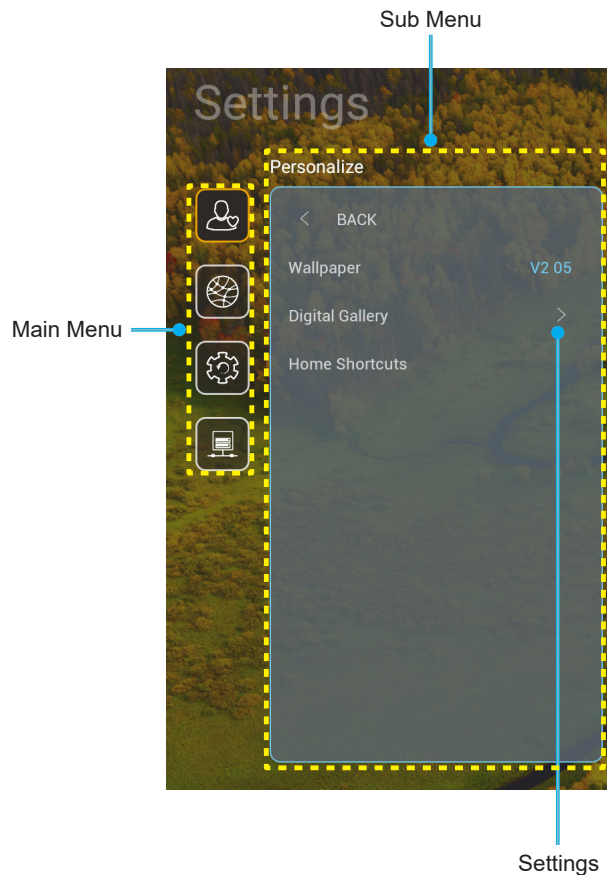 Sub Menu
Settings
Personalize
BACK
Wallpaper V2 05
Digital Gallery
Main Menu
Home Shortcuts
Settings